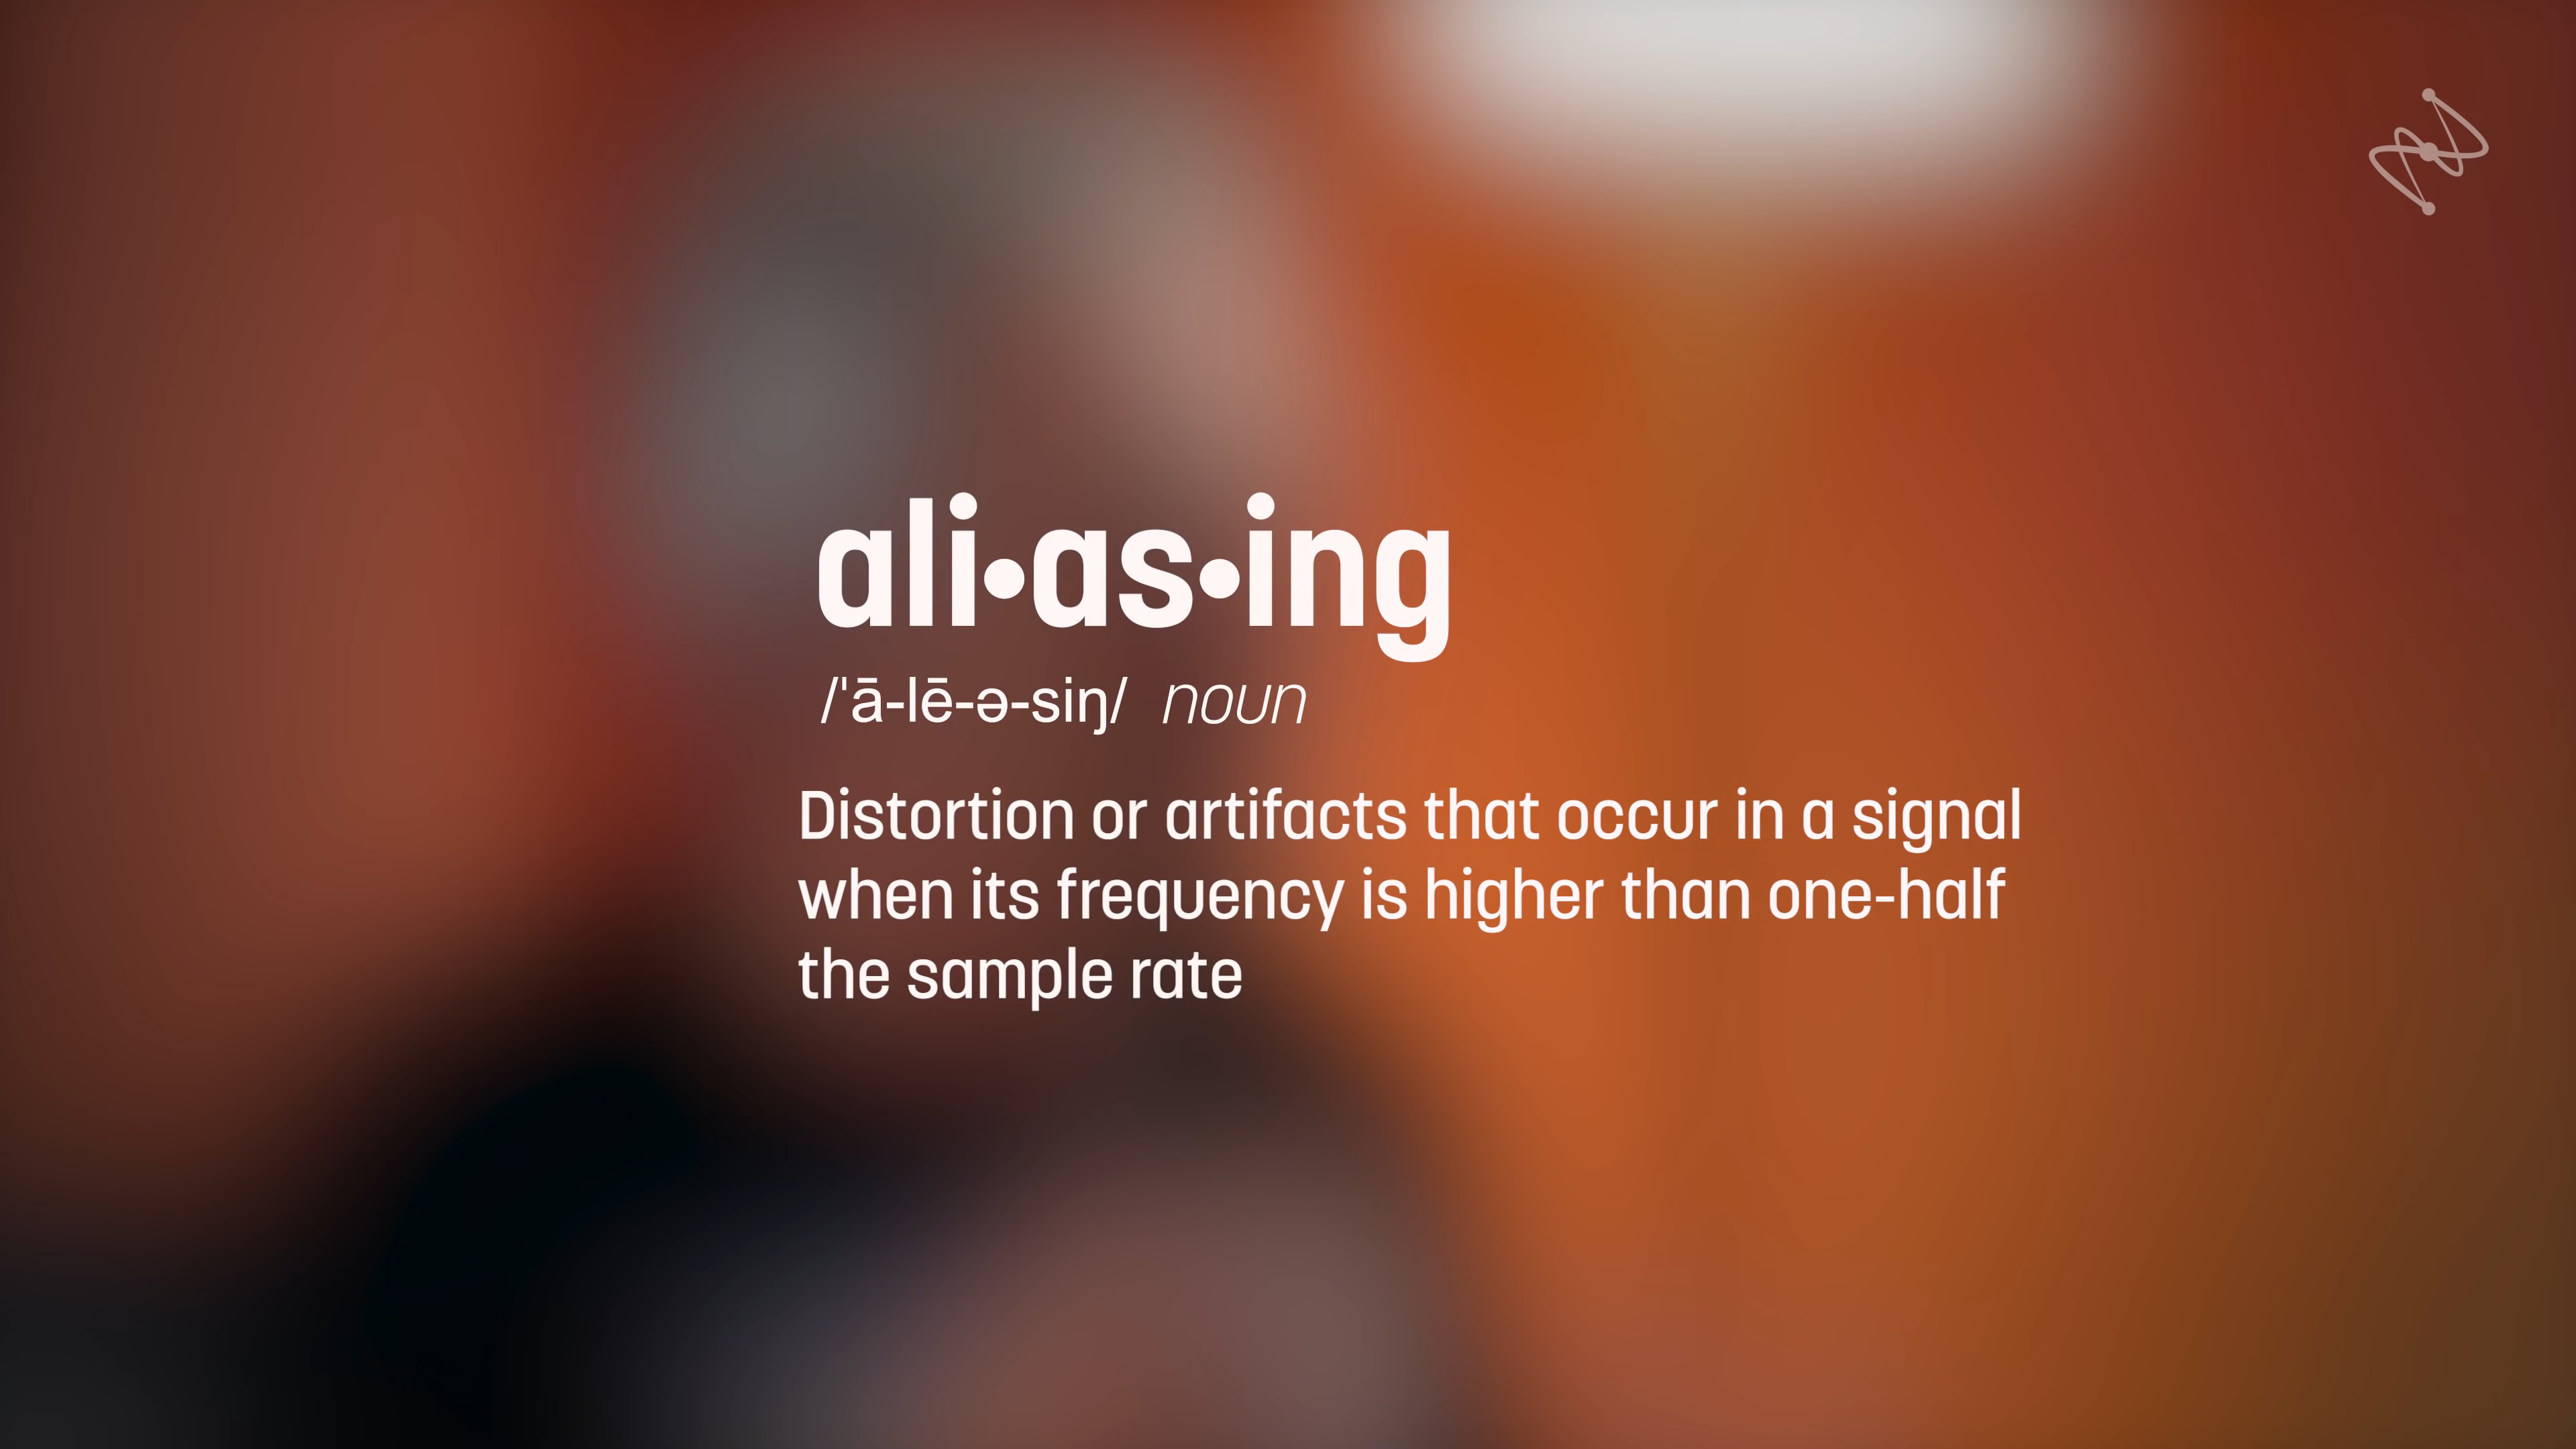 ali•as•ing
/ˈā-lē-ə-siŋ/ noun
Distortion or artifacts that occur in a signal
when its frequency is higher than one-half
the sample rate